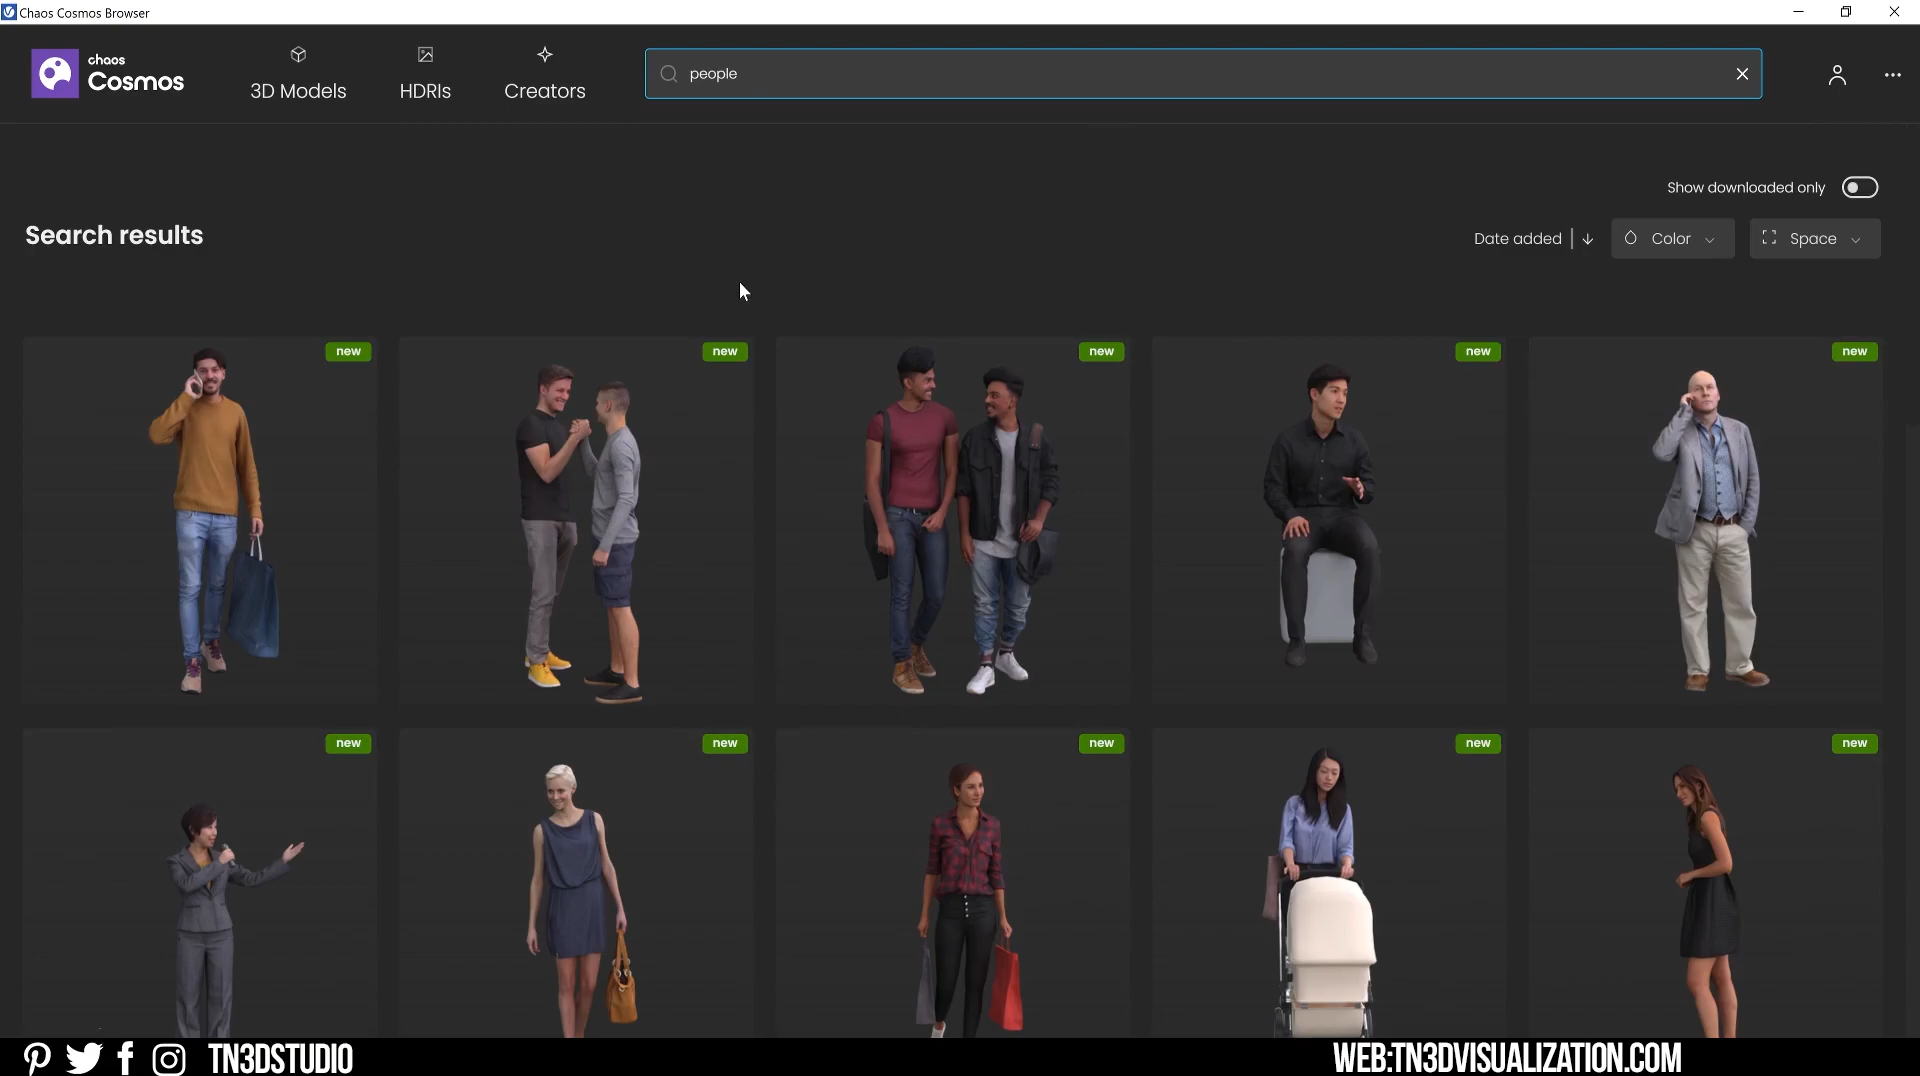 Chaos Cosmos Browser
chaos
Cosmos
3D Models
HDRIs
Creators
people
Show downloaded only
Search results
Date added
Color
Space
new
new
new
new
new
new
new
new
new
new
TN3DSTUDIO
WEB:TN3DVISUALIZATION.COM